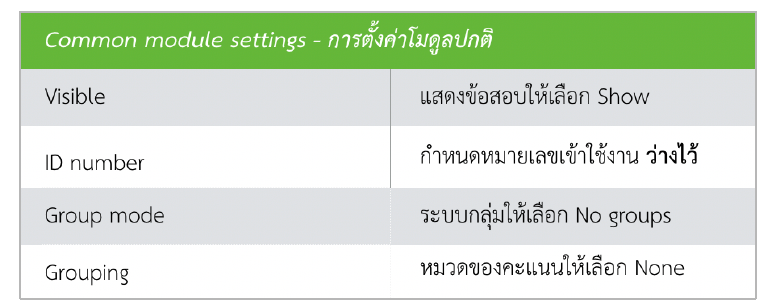 Common module settings - การตั้งค่าโมดูลปกติ
Visible แสดงข้อสอบให้เลือก Show
ID number กำหนดหมายเลขเข้าใช้งาน ว่างไว้
Group mode ระบบกลุ่มให้เลือก No groups
Grouping หมวดของคะแนนให้เลือก None